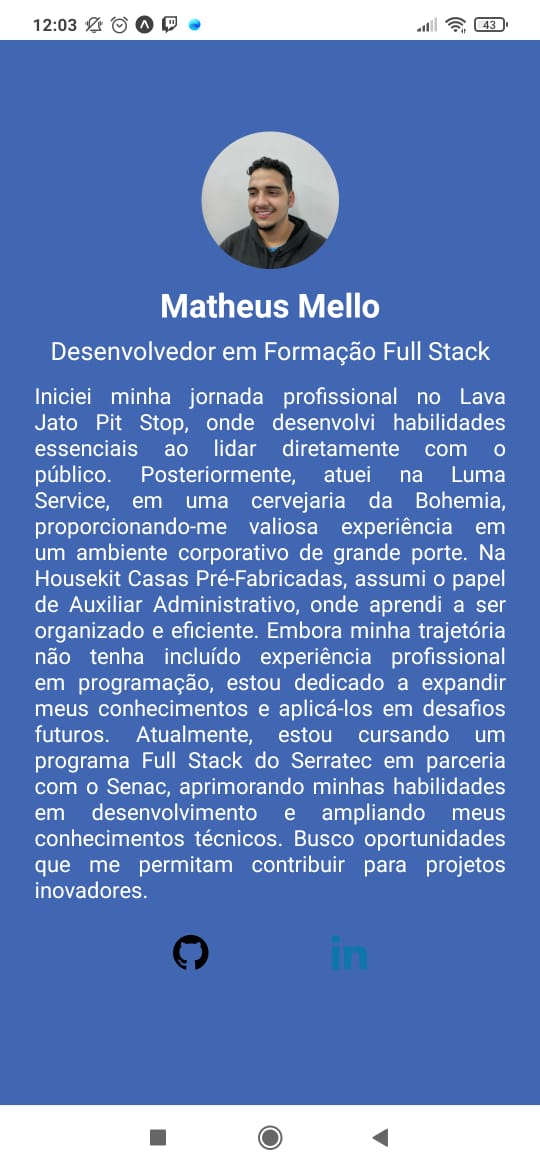 12:03
43
Matheus Mello
Desenvolvedor em Formação Full Stack
Iniciei minha jornada profissional no Lava
Jato Pit Stop, onde desenvolvi habilidades
essenciais ao lidar diretamente com o
público. Posteriormente, atuei na Luma
Service, em uma cervejaria da Bohemia,
proporcionando-me valiosa experiência em
um ambiente corporativo de grande porte. Na
Housekit Casas Pré-Fabricadas, assumi o papel
de Auxiliar Administrativo, onde aprendi a ser
organizado e eficiente. Embora minha trajetória
não tenha incluído experiência profissional
em programação, estou dedicado a expandir
meus conhecimentos e aplicá-los em desafios
futuros. Atualmente, estou cursando um
programa Full Stack do Serratec em parceria
com o Senac, aprimorando minhas habilidades
em desenvolvimento e ampliando meus
conhecimentos técnicos. Busco oportunidades
que me permitam contribuir para projetos
inovadores.
in